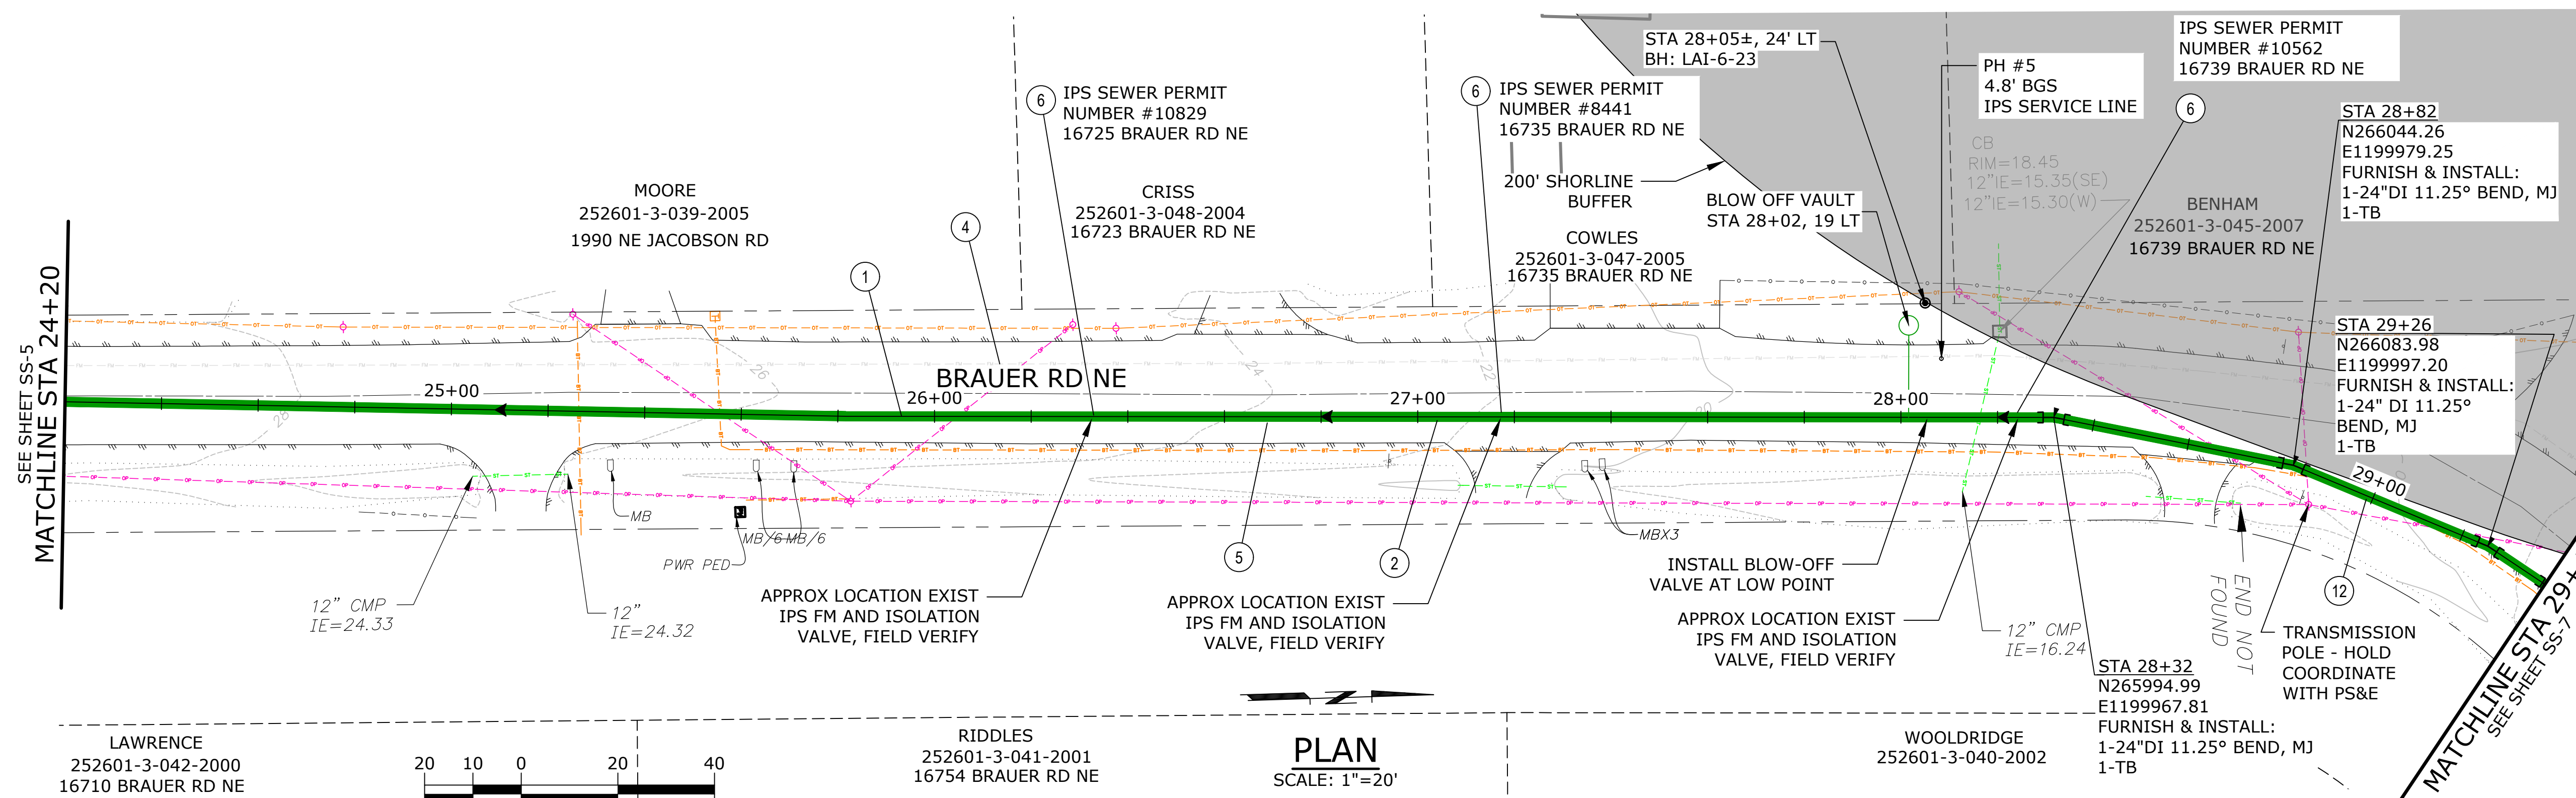 STA 28+05±, 24' LT
BH: LAI-6-23
IPS SEWER PERMIT
NUMBER #10562
16739 BRAUER RD NE
PH #5
4.8' BGS
IPS SERVICE LINE
6
IPS SEWER PERMIT
NUMBER #10829
16725 BRAUER RD NE
6
IPS SEWER PERMIT
NUMBER #8441
16735 BRAUER RD NE
6
STA 28+82
N266044.26
E1199979.25
FURNISH & INSTALL:
1-24"DI 11.25° BEND, MJ
1-TB
CB
RIM=18.45
12"IE=15.35(SE)
12"IE=15.30(W)
MOORE
252601-3-039-2005
1990 NE JACOBSON RD
CRISS
252601-3-048-2004
16723 BRAUER RD NE
200' SHORLINE
BUFFER
BLOW OFF VAULT
STA 28+02, 19 LT
BENHAM
252601-3-045-2007
16739 BRAUER RD NE
COWLES
252601-3-047-2005
16735 BRAUER RD NE
4
1
SEE SHEET SS-5
MATCHLINE STA 24+20
STA 29+26
N266083.98
E1199997.20
FURNISH & INSTALL:
1-24" DI 11.25°
BEND, MJ
1-TB
BRAUER RD NE
28
26
24
22
20
25+00
26+00
27+00
28+00
29+00
MB
MB/6
MB/6
PWR PED
MBX3
5
2
12
12" CMP
IE=24.33
12"
IE=24.32
APPROX LOCATION EXIST
IPS FM AND ISOLATION
VALVE, FIELD VERIFY
APPROX LOCATION EXIST
IPS FM AND ISOLATION
VALVE, FIELD VERIFY
INSTALL BLOW-OFF
VALVE AT LOW POINT
APPROX LOCATION EXIST
IPS FM AND ISOLATION
VALVE, FIELD VERIFY
12" CMP
IE=16.24
END NOT
FOUND
TRANSMISSION
POLE - HOLD
COORDINATE
WITH PS&E
STA 28+32
N265994.99
E1199967.81
FURNISH & INSTALL:
1-24"DI 11.25° BEND, MJ
1-TB
MATCHLINE STA 29+
SEE SHEET SS-7
Z
LAWRENCE
252601-3-042-2000
16710 BRAUER RD NE
RIDDLES
252601-3-041-2001
16754 BRAUER RD NE
WOOLDRIDGE
252601-3-040-2002
20 10 0 20 40
PLAN
SCALE: 1"=20'